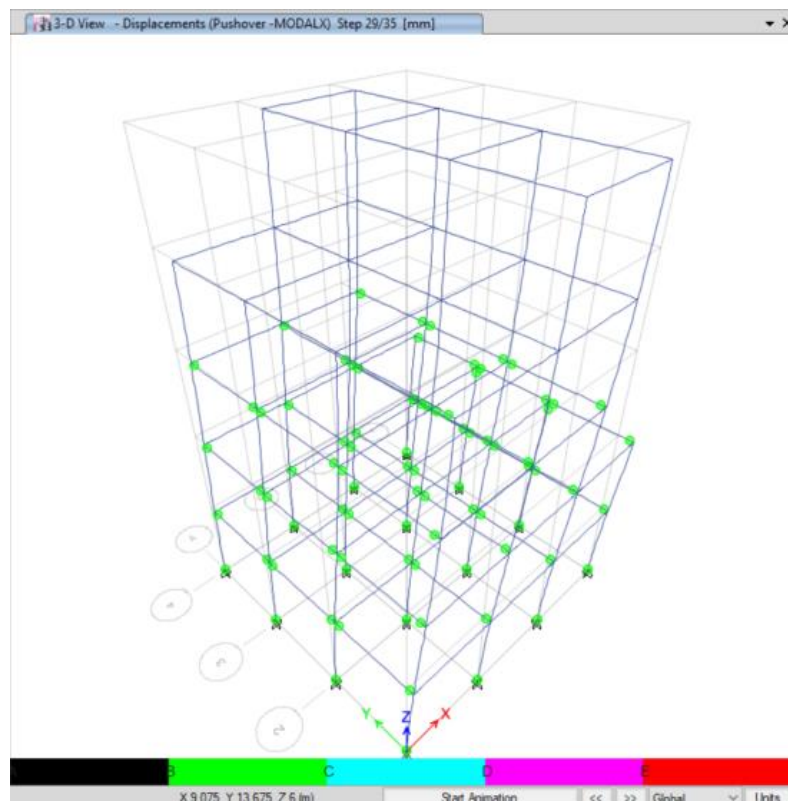 3-D View - Displacements (Pushover -MODALX) Step 29/35 [mm]
Y Z X
B C D E
X 9.075, Y 13.675, Z 6 (m) Start Animation << >> Global Units